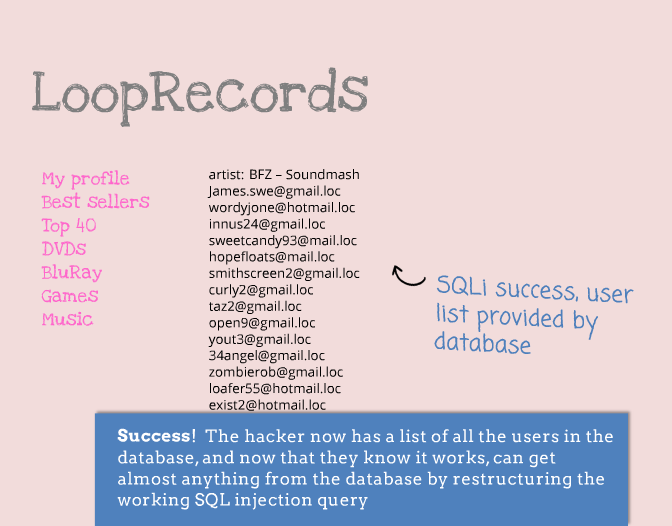 LoopRecords
My profile
Best sellers
Top 40
DVDs
BluRay
Games
Music
artist: BFZ – Soundmash
James.swe@gmail.loc
wordyjone@hotmail.loc
innus24@gmail.loc
sweetcandy93@mail.loc
hopefloats@mail.loc
smithscreen2@gmail.loc
curly2@gmail.loc
taz2@gmail.loc
open9@gmail.loc
yout3@gmail.loc
34angel@gmail.loc
zombierob@gmail.loc
loafer55@hotmail.loc
exist2@hotmail.loc
SQLi success, user
list provided by
database
Success! The hacker now has a list of all the users in the
database, and now that they know it works, can get
almost anything from the database by restructuring the
working SQL injection query